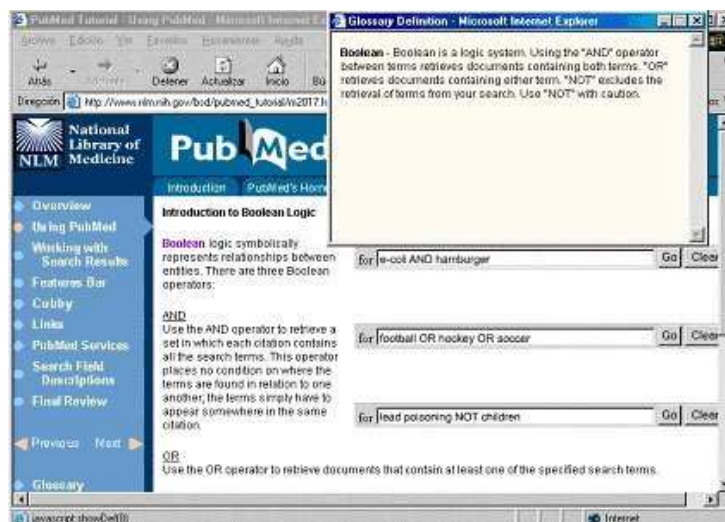 PubMed Tutorial - Using PubMed - Microsoft Internet Ex
Glossary Definition - Microsoft Internet Explorer
Archivo Edición Ver Favoritos Herramientas Ayuda
Atrás Detener Actualizar Inicio
Dirección http://www.nlm.nih.gov/bsd/pubmed_tutorial/m2017.h
Boolean - Boolean is a logic system. Using the "AND" operator
between terms retrieves documents containing both terms. "OR"
retrieves documents containing either term. "NOT" excludes the
retrieval of terms from your search. Use "NOT" with caution.
National
Library of
Medicine
NLM
PubMed
Introduction PubMed's Home
Overview
Using PubMed
Working with
Search Results
Features Bar
Cubby
Links
PubMed Services
Search Field
Descriptions
Final Review
Previous Next
Glossary
Introduction to Boolean Logic
Boolean logic symbolically
represents relationships between
entities. There are three Boolean
operators:
AND
Use the AND operator to retrieve a
set in which each citation contains
all the search terms. This operator
places no condition on where the
terms are found in relation to one
another; the terms simply have to
appear somewhere in the same
citation.
for e-coli AND hamburger Go Clear
for football OR hockey OR soccer Go Clear
for lead poisoning NOT children Go Clear
OR
Use the OR operator to retrieve documents that contain at least one of the specified search terms.
javascript:showDef(8)
Internet